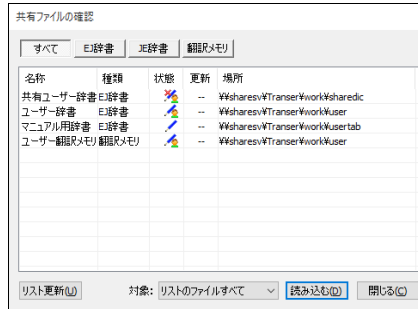 共有ファイルの確認
すべて EJ辞書 JE辞書 翻訳メモリ
名称 種類 状態 更新 場所
共有ユーザー辞書 EJ辞書 -- ¥¥sharesv¥Transer¥work¥sharedic
ユーザー辞書 EJ辞書 -- ¥¥sharesv¥Transer¥work¥user
マニュアル用辞書 EJ辞書 -- ¥¥sharesv¥Transer¥work¥usertab
ユーザー翻訳メモリ 翻訳メモリ -- ¥¥sharesv¥Transer¥work¥user
リスト更新(U) 対象: リストのファイルすべて 読み込む(D) 閉じる(C)